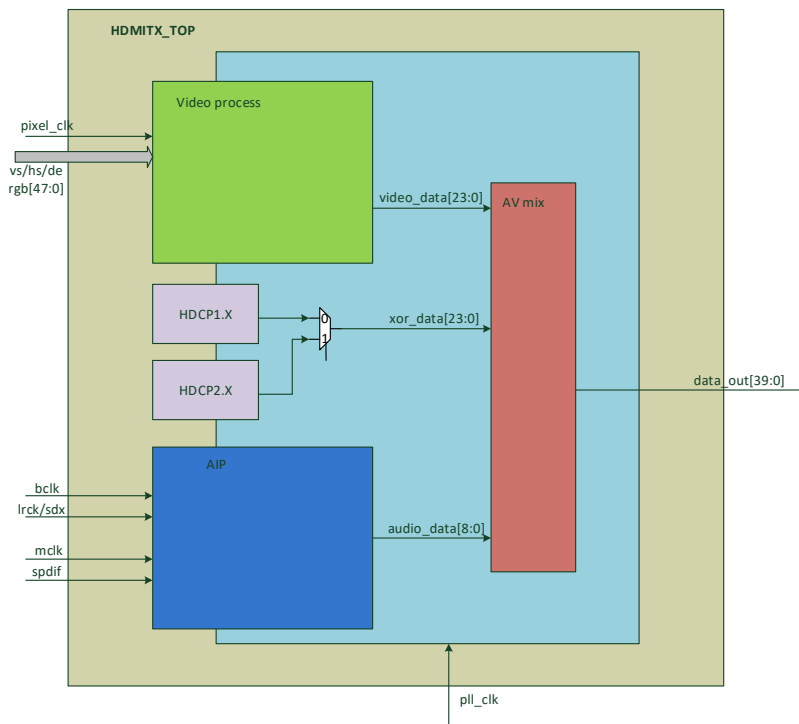 HDMITX_TOP
Video process
pixel_clk
vs/hs/de
rgb[47:0]
video_data[23:0]
AV mix
HDCP1.X
0
1
xor_data[23:0]
HDCP2.X
data_out[39:0]
AIP
bclk
lrck/sdx
audio_data[8:0]
mclk
spdif
pll_clk